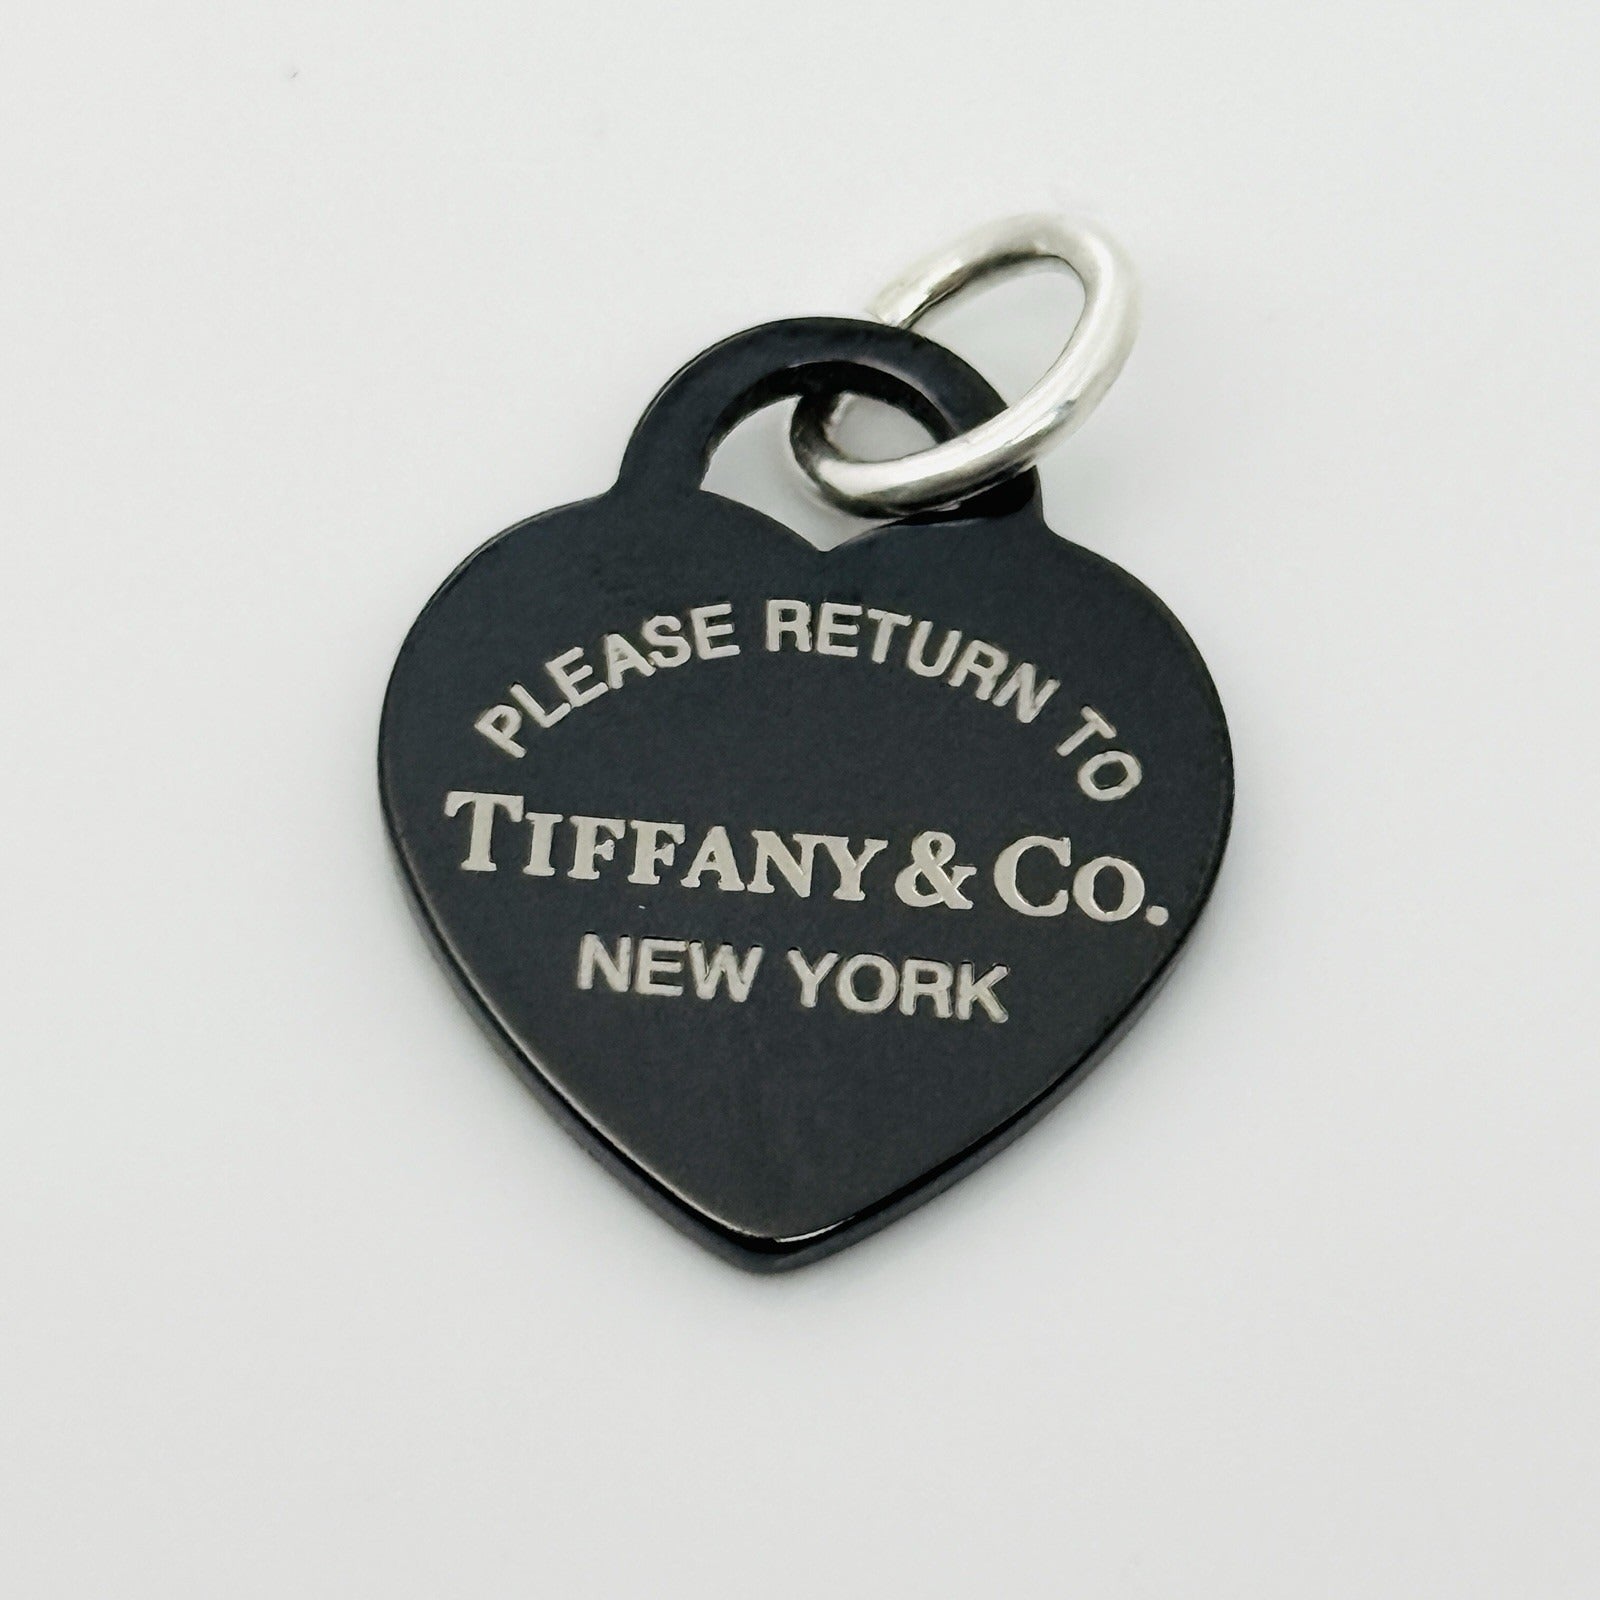 PLEASE RETURN TO
TIFFANY & CO.
NEW YORK